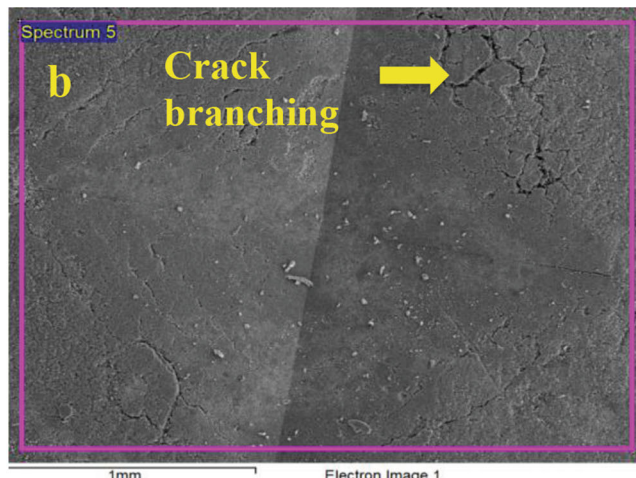 Spectrum 5
b
Crack
branching
1mm
Electron Image 1